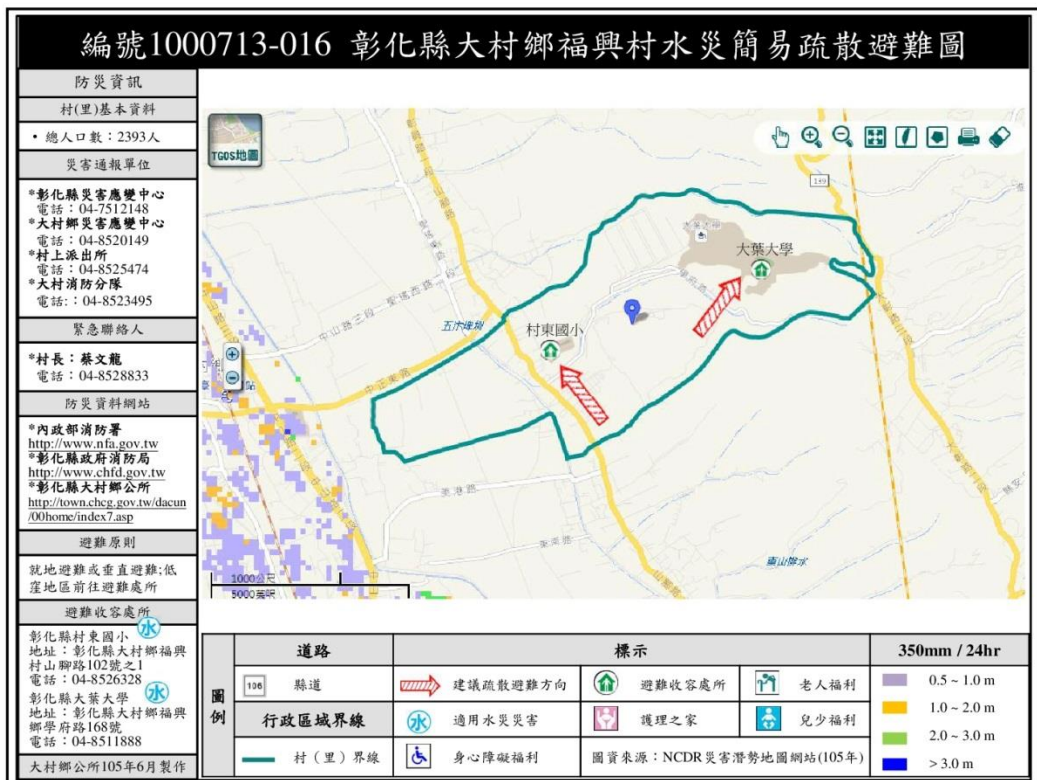 編號1000713-016 彰化縣大村鄉福興村水災簡易疏散避難圖
防災資訊
村(里)基本資料
・總人口數：2393人
災害通報單位
*彰化縣災害應變中心
電話：04-7512148
*大村鄉災害應變中心
電話：04-8520149
*村上派出所
電話：04-8525474
*大村消防分隊
電話:：04-8523495
緊急聯絡人
*村長：蔡文龍
電話：04-8528833
防災資料網站
*內政部消防署
http://www.nfa.gov.tw
*彰化縣政府消防局
http://www.chfd.gov.tw
*彰化縣大村鄉公所
http://town.chcg.gov.tw/dacun
/00home/index7.asp
避難原則
就地避難或垂直避難;低
窪地區前往避難處所
避難收容處所
彰化縣村東國小 水
地址：彰化縣大村鄉福興
村山腳路102號之1
電話：04-8526328
彰化縣大葉大學 水
地址：彰化縣大村鄉福興
鄉學府路168號
電話：04-8511888
大村鄉公所105年6月製作
TGOS地圖
139
大葉大學
村東國小
五汴埤圳
中山路三段
聖瑤西路
中正東路
美港路
1000公尺
5000英呎
圖例
道路
標示
350mm / 24hr
106 縣道
建議疏散避難方向
避難收容處所
老人福利
0.5 ~ 1.0 m
行政區域界線
水 適用水災災害
護理之家
兒少福利
1.0 ~ 2.0 m
2.0 ~ 3.0 m
村（里）界線
身心障礙福利
圖資來源：NCDR災害潛勢地圖網站(105年)
> 3.0 m